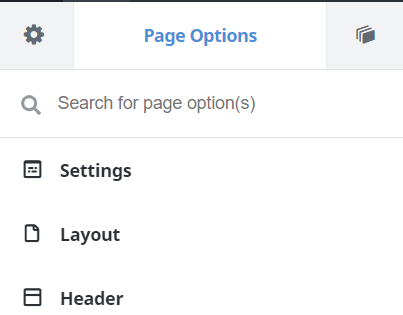 Page Options
Search for page option(s)
Settings
Layout
Header